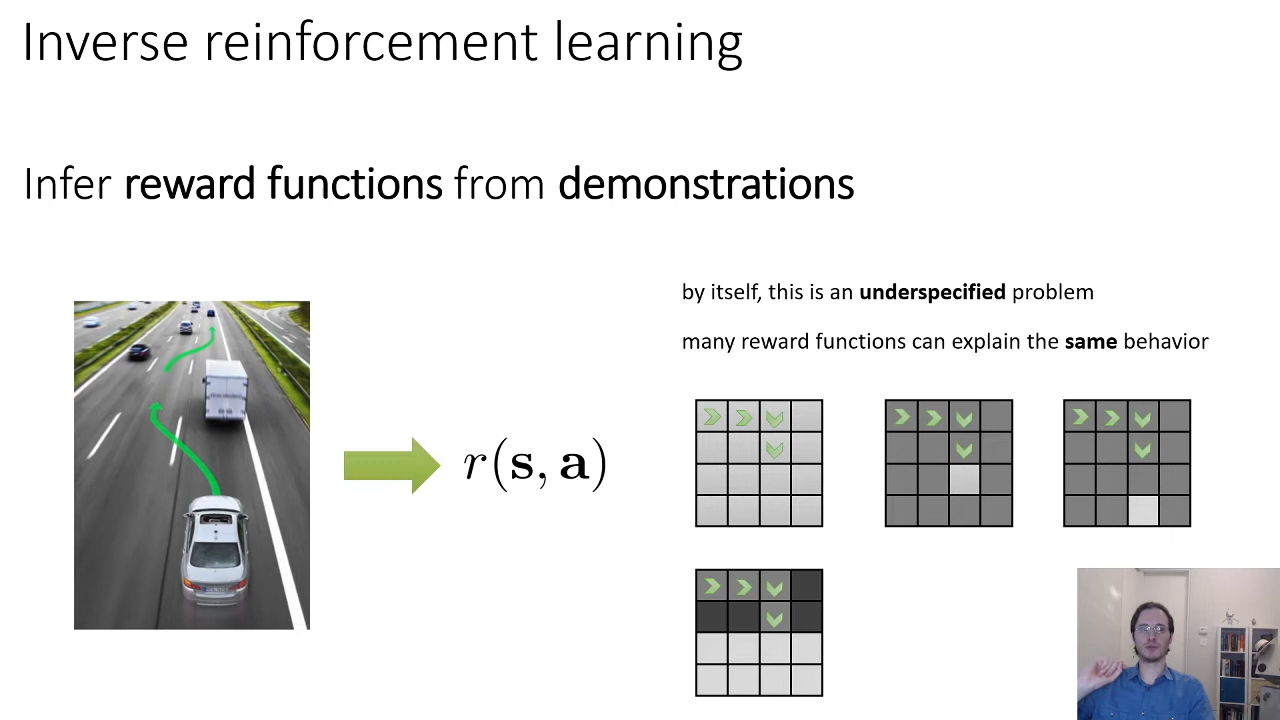 Inverse reinforcement learning
Infer reward functions from demonstrations
by itself, this is an underspecified problem
many reward functions can explain the same behavior
r(s, a)